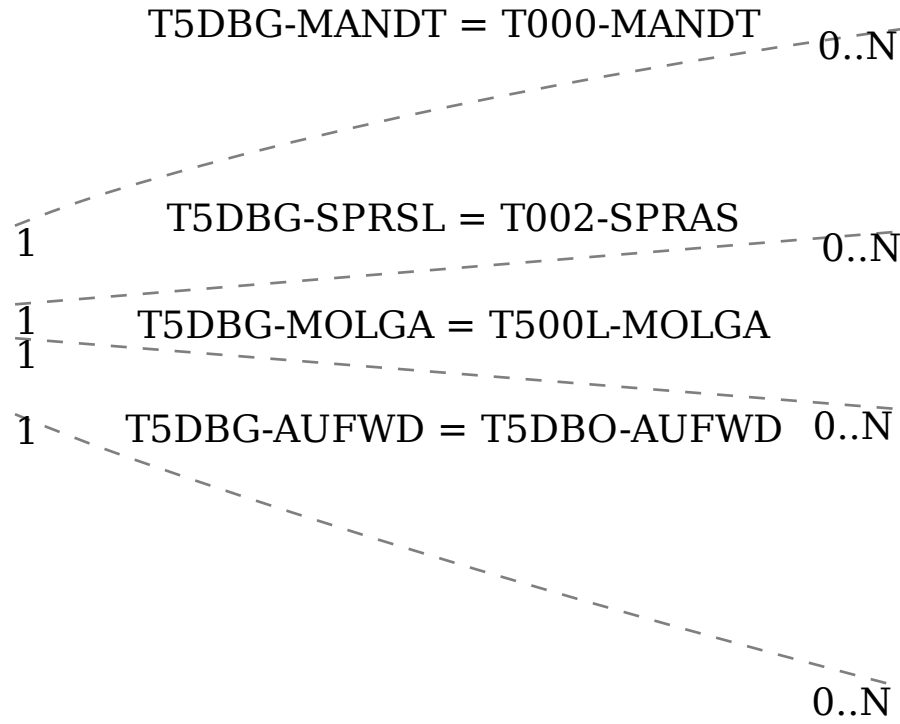 T5DBG-MANDT = T000-MANDT
0..N
T5DBG-SPRSL = T002-SPRAS
1
0..N
1
T5DBG-MOLGA = T500L-MOLGA
1
1
T5DBG-AUFWD = T5DBO-AUFWD
0..N
0..N